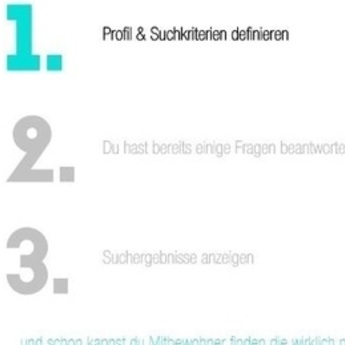 1. Profil & Suchkriterien definieren
2. Du hast bereits einige Fragen beantworte
3. Suchergebnisse anzeigen
und schon kannst du Mitbewohner finden die wirklich